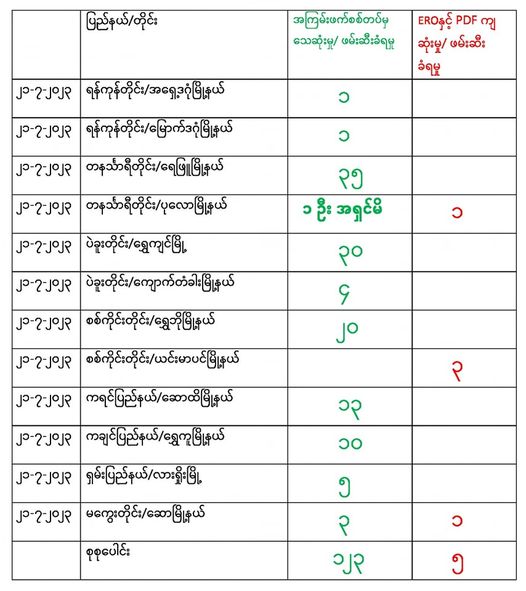 ပြည်နယ်/တိုင်း အကြမ်းဖက်စစ်တပ်မှ EROနှင့် PDF ကျ
သေဆုံးမှု/ ဖမ်းဆီးခံရမှု ဆုံးမှု/ ဖမ်းဆီး
ခံရမှု
၂၁-၇-၂၀၂၃ ရန်ကုန်တိုင်း/အရှေ့ဒဂုံမြို့နယ် ၁
၂၁-၇-၂၀၂၃ ရန်ကုန်တိုင်း/မြောက်ဒဂုံမြို့နယ် ၁
၂၁-၇-၂၀၂၃ တနင်္သာရီတိုင်း/ရေဖြူမြို့နယ် ၃၅
၂၁-၇-၂၀၂၃ တနင်္သာရီတိုင်း/ပုလောမြို့နယ် ၁ ဦး အရှင်မိ ၁
၂၁-၇-၂၀၂၃ ပဲခူးတိုင်း/ရွှေကျင်မြို့ ၃၀
၂၁-၇-၂၀၂၃ ပဲခူးတိုင်း/ကျောက်တံခါးမြို့နယ် ၄
၂၁-၇-၂၀၂၃ စစ်ကိုင်းတိုင်း/ရွှေဘိုမြို့နယ် ၂၀
၂၁-၇-၂၀၂၃ စစ်ကိုင်းတိုင်း/ယင်းမာပင်မြို့နယ် ၃
၂၁-၇-၂၀၂၃ ကရင်ပြည်နယ်/ဆောထိမြို့နယ် ၁၃
၂၁-၇-၂၀၂၃ ကချင်ပြည်နယ်/ရွှေကူမြို့နယ် ၁၀
၂၁-၇-၂၀၂၃ ရှမ်းပြည်နယ်/လားရှိုးမြို့ ၅
၂၁-၇-၂၀၂၃ မကွေးတိုင်း/ဆောမြို့နယ် ၃ ၁
စုစုပေါင်း ၁၂၃ ၅